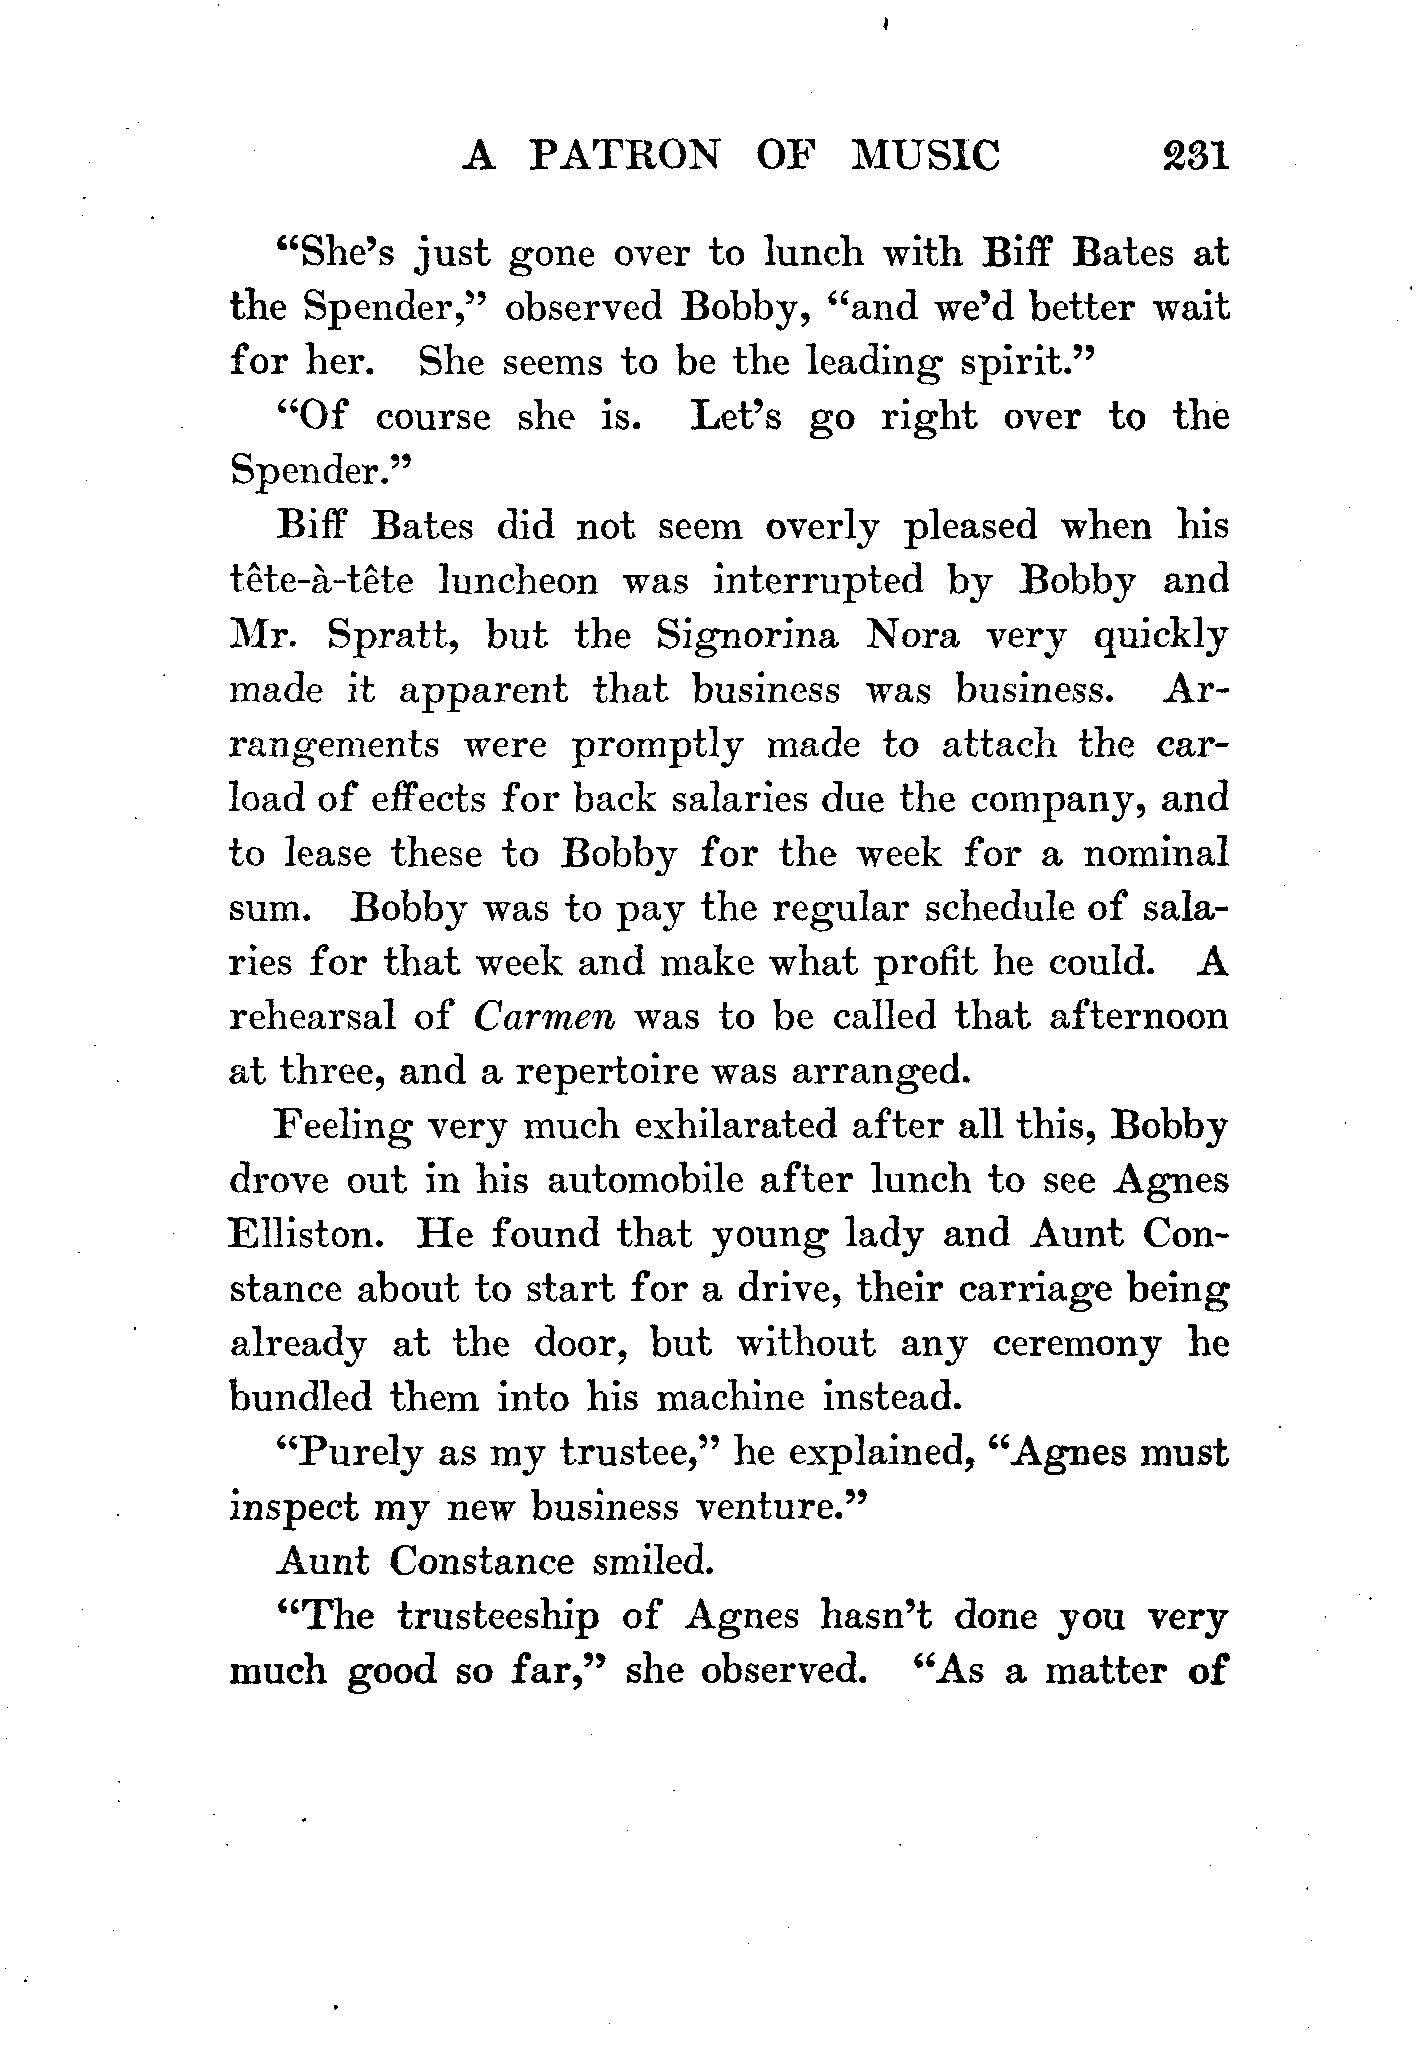 A PATRON OF MUSIC 231
“She’s just gone over to lunch with Biff Bates at
the Spender,” observed Bobby, “and we’d better wait
for her. She seems to be the leading spirit.”
“Of course she is. Let’s go right over to the
Spender.”
Biff Bates did not seem overly pleased when his
tête-à-tête luncheon was interrupted by Bobby and
Mr. Spratt, but the Signorina Nora very quickly
made it apparent that business was business. Ar-
rangements were promptly made to attach the car-
load of effects for back salaries due the company, and
to lease these to Bobby for the week for a nominal
sum. Bobby was to pay the regular schedule of sala-
ries for that week and make what profit he could. A
rehearsal of Carmen was to be called that afternoon
at three, and a repertoire was arranged.
Feeling very much exhilarated after all this, Bobby
drove out in his automobile after lunch to see Agnes
Elliston. He found that young lady and Aunt Con-
stance about to start for a drive, their carriage being
already at the door, but without any ceremony he
bundled them into his machine instead.
“Purely as my trustee,” he explained, “Agnes must
inspect my new business venture.”
Aunt Constance smiled.
“The trusteeship of Agnes hasn’t done you very
much good so far,” she observed. “As a matter of